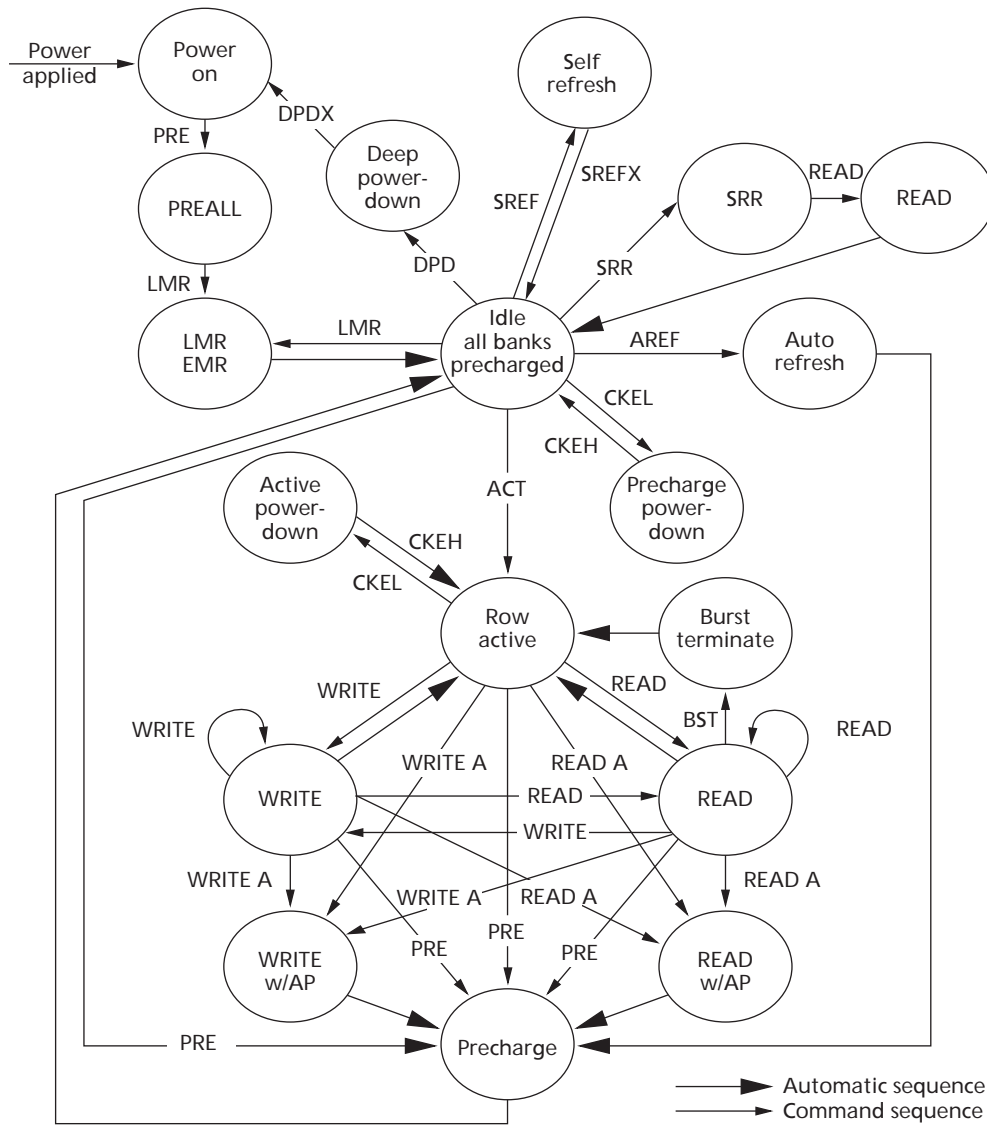 Power
applied
Power
on
Self
refresh
DPDX
PRE
Deep
power-
down
SREF
SREFX
READ
PREALL
SRR
READ
LMR
DPD
SRR
LMR
EMR
LMR
Idle
all banks
precharged
AREF
Auto
refresh
CKEL
CKEH
Active
power-
down
ACT
Precharge
power-
down
CKEH
CKEL
Row
active
Burst
terminate
WRITE
READ
WRITE
BST
READ
WRITE A
READ A
WRITE
READ
READ
WRITE
WRITE A
WRITE A
READ A
READ A
WRITE
w/AP
PRE
PRE
PRE
READ
w/AP
PRE
Precharge
Automatic sequence
Command sequence